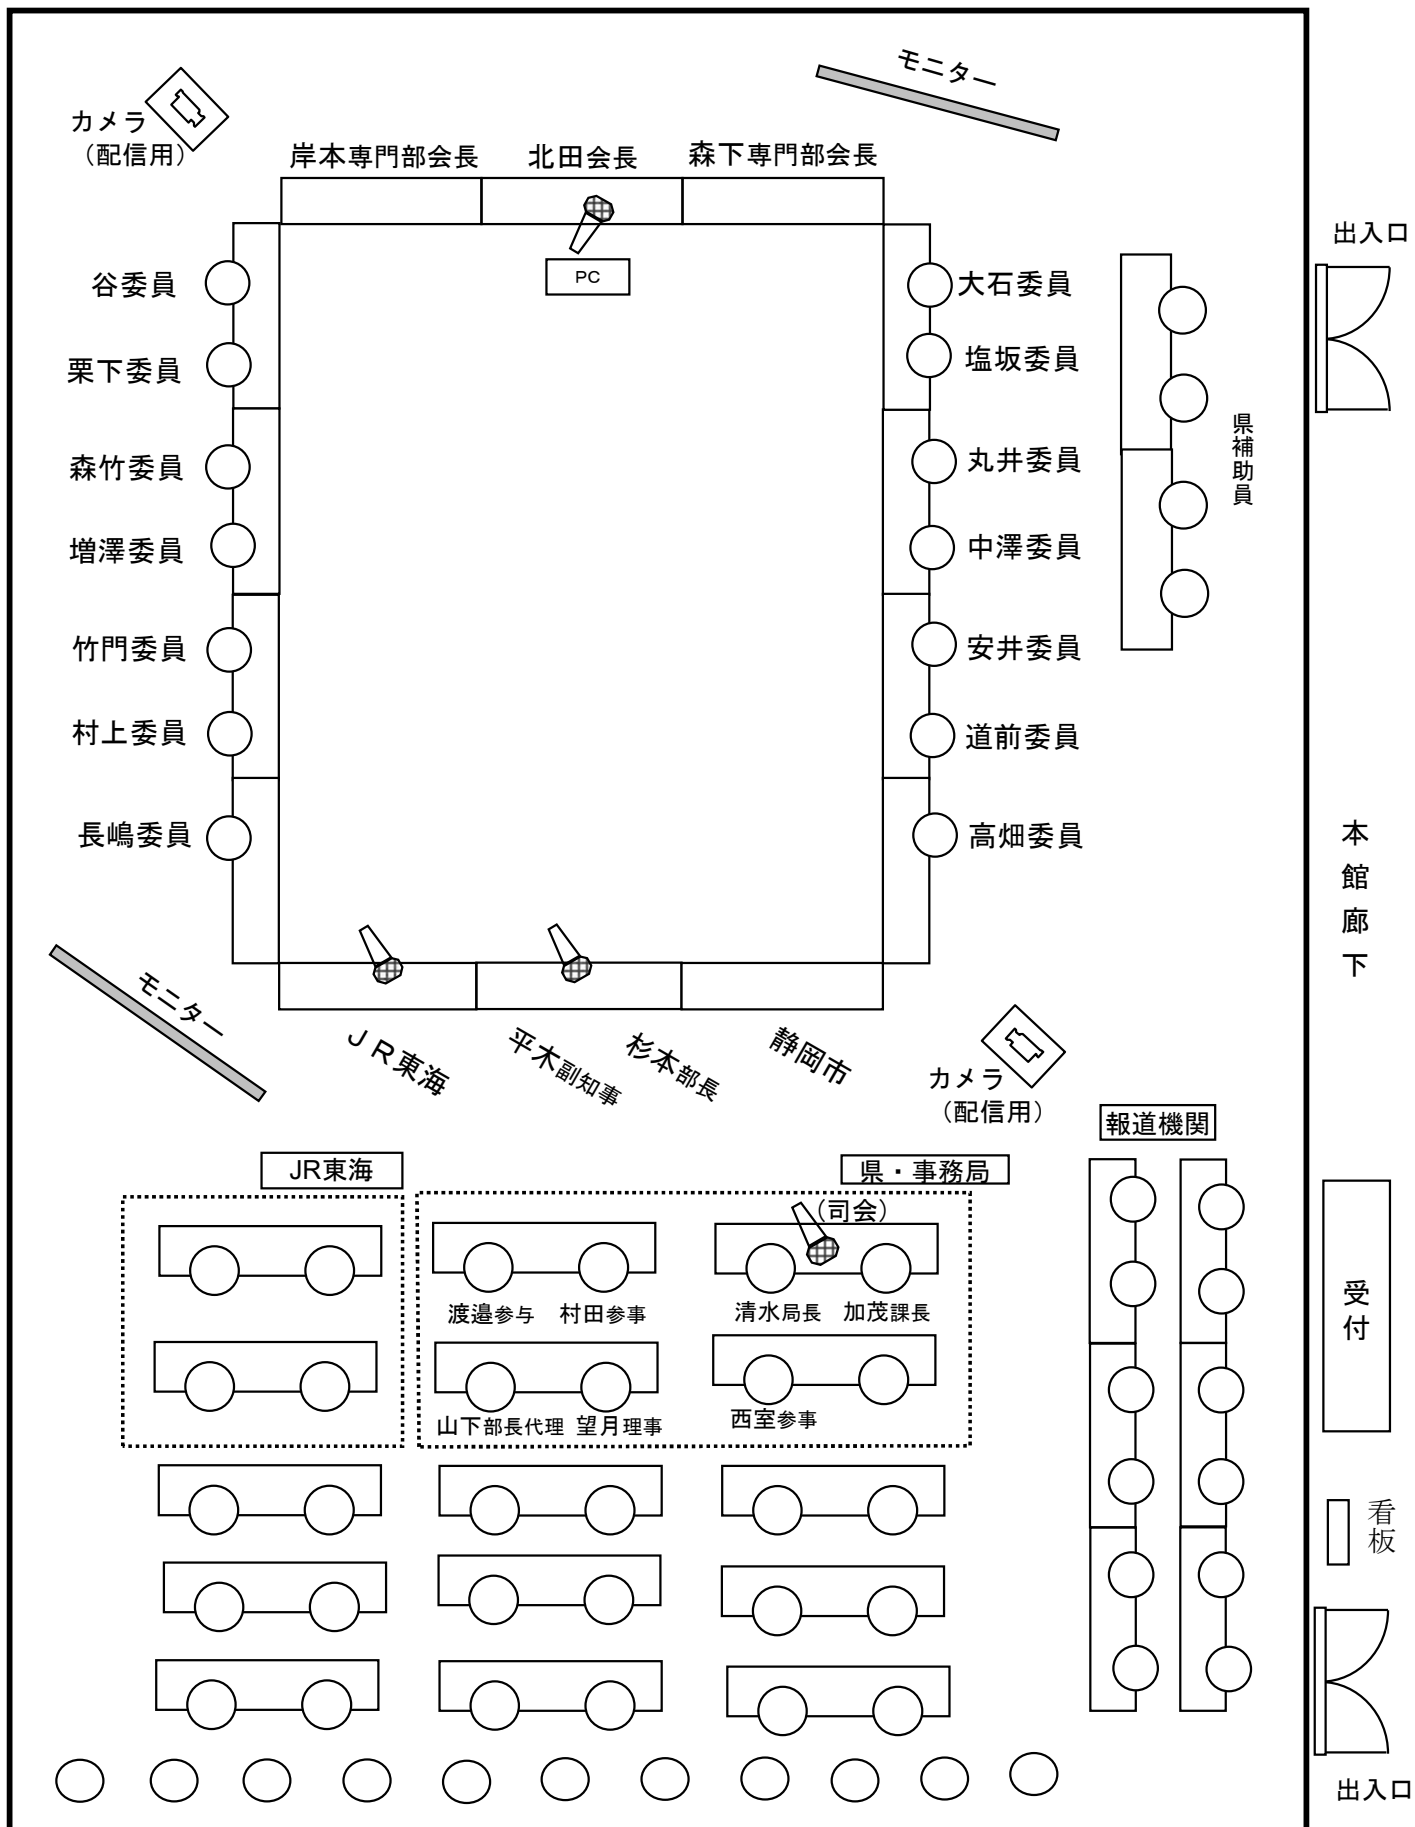 モニター
カメラ
（配信用）
岸本専門部会長
北田会長
森下専門部会長
PC
出入口
谷委員
栗下委員
森竹委員
増澤委員
竹門委員
村上委員
長嶋委員
大石委員
塩坂委員
丸井委員
中澤委員
安井委員
道前委員
高畑委員
県補助員
本館廊下
モニター
ＪＲ東海
平木副知事
杉本部長
静岡市
カメラ
（配信用）
報道機関
JR東海
県・事務局
（司会）
渡邉参与
村田参事
清水局長
加茂課長
山下部長代理
望月理事
西室参事
受付
看板
出入口